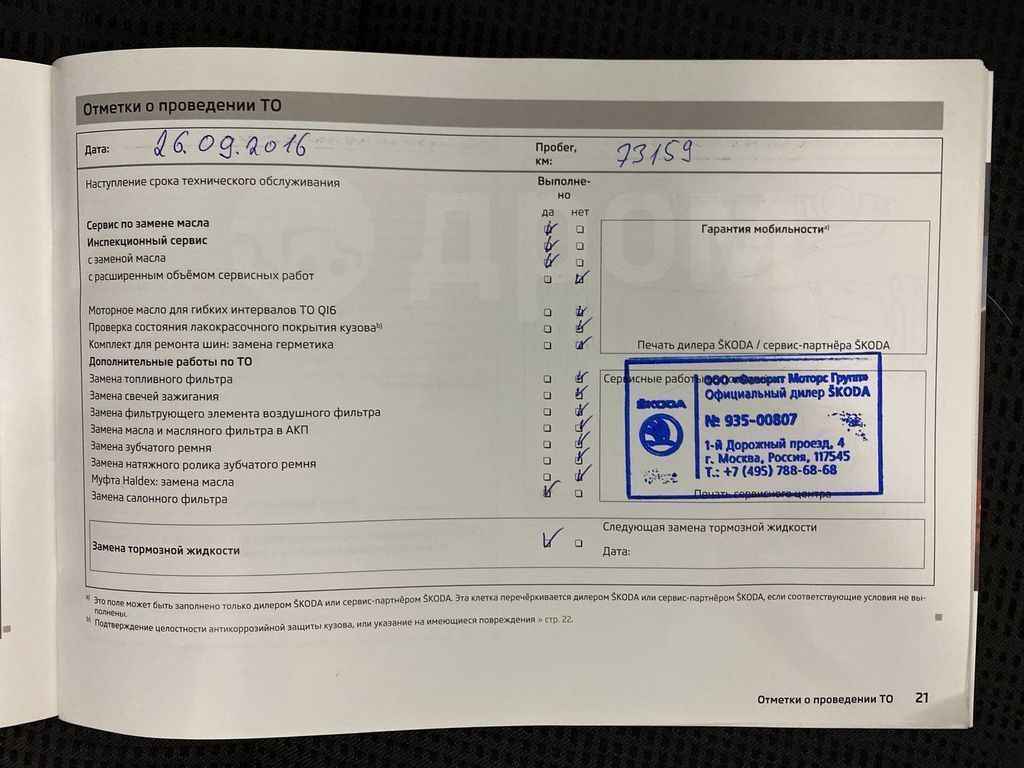 Отметки о проведении ТО
Дата: 26.09.2016 Пробег, км: 73159
Наступление срока технического обслуживания Выполне-
но
да нет
Сервис по замене масла
Гарантия мобильности a)
Инспекционный сервис
с заменой масла
с расширенным объёмом сервисных работ
Моторное масло для гибких интервалов ТО QI6
Проверка состояния лакокрасочного покрытия кузова b)
Комплект для ремонта шин: замена герметика
Печать дилера ŠKODA / сервис-партнёра ŠKODA
Дополнительные работы по ТО
Замена топливного фильтра
Сервисные работы
Замена свечей зажигания
Замена фильтрующего элемента воздушного фильтра
Замена масла и масляного фильтра в АКП
Замена зубчатого ремня
Замена натяжного ролика зубчатого ремня
Муфта Haldex: замена масла
Замена салонного фильтра
Печать сервисного центра
ŠKODA
ООО «Фаворит Моторс Групп»
Официальный дилер ŠKODA
№ 935-00807
1-й Дорожный проезд, 4
г. Москва, Россия, 117545
Т.: +7 (495) 788-68-68
Замена тормозной жидкости
Следующая замена тормозной жидкости
Дата:
a) Это поле может быть заполнено только дилером ŠKODA или сервис-партнёром ŠKODA. Эта клетка перечёркивается дилером ŠKODA или сервис-партнёром ŠKODA, если соответствующие условия не вы-
полнены.
b) Подтверждение целостности антикоррозийной защиты кузова, или указание на имеющиеся повреждения » стр. 22.
Отметки о проведении ТО 21